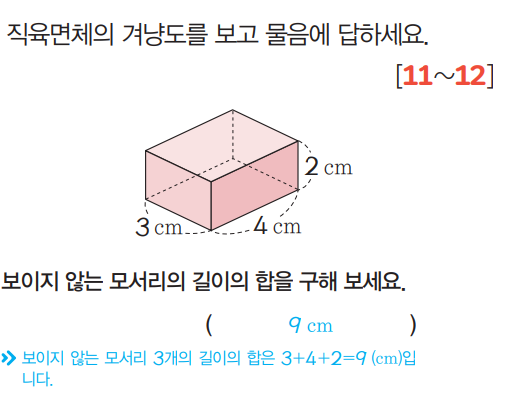 직육면체의 겨냥도를 보고 물음에 답하세요.
[11~12]
2 cm
3 cm
4 cm
보이지 않는 모서리의 길이의 합을 구해 보세요.
( 9 cm )
» 보이지 않는 모서리 3개의 길이의 합은 3+4+2=9 (cm)입
니다.